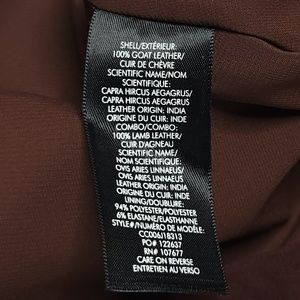 SHELL/EXTÉRIEUR:
100% GOAT LEATHER/
CUIR DE CHÈVRE
SCIENTIFIC NAME/NOM
SCIENTIFIQUE:
CAPRA HIRCUS AEGAGRUS/
CAPRA HIRCUS AEGAGRUS
LEATHER ORIGIN: INDIA
ORIGINE DU CUIR: INDE
COMBO/COMBO:
100% LAMB LEATHER/
CUIR D'AGNEAU
SCIENTIFIC NAME/
NOM SCIENTIFIQUE:
OVIS ARIES LINNAEUS/
OVIS ARIES LINNAEUS
LEATHER ORIGIN: INDIA
ORIGINE DU CUIR: INDE
LINING/DOUBLURE:
94% POLYESTER/POLYESTER
6% ELASTANE/ELASTHANNE
STYLE#/NUMÉRO DE MODÈLE:
CC006J18313
PO# 122637
RN# 107677
CARE ON REVERSE
ENTRETIEN AU VERSO